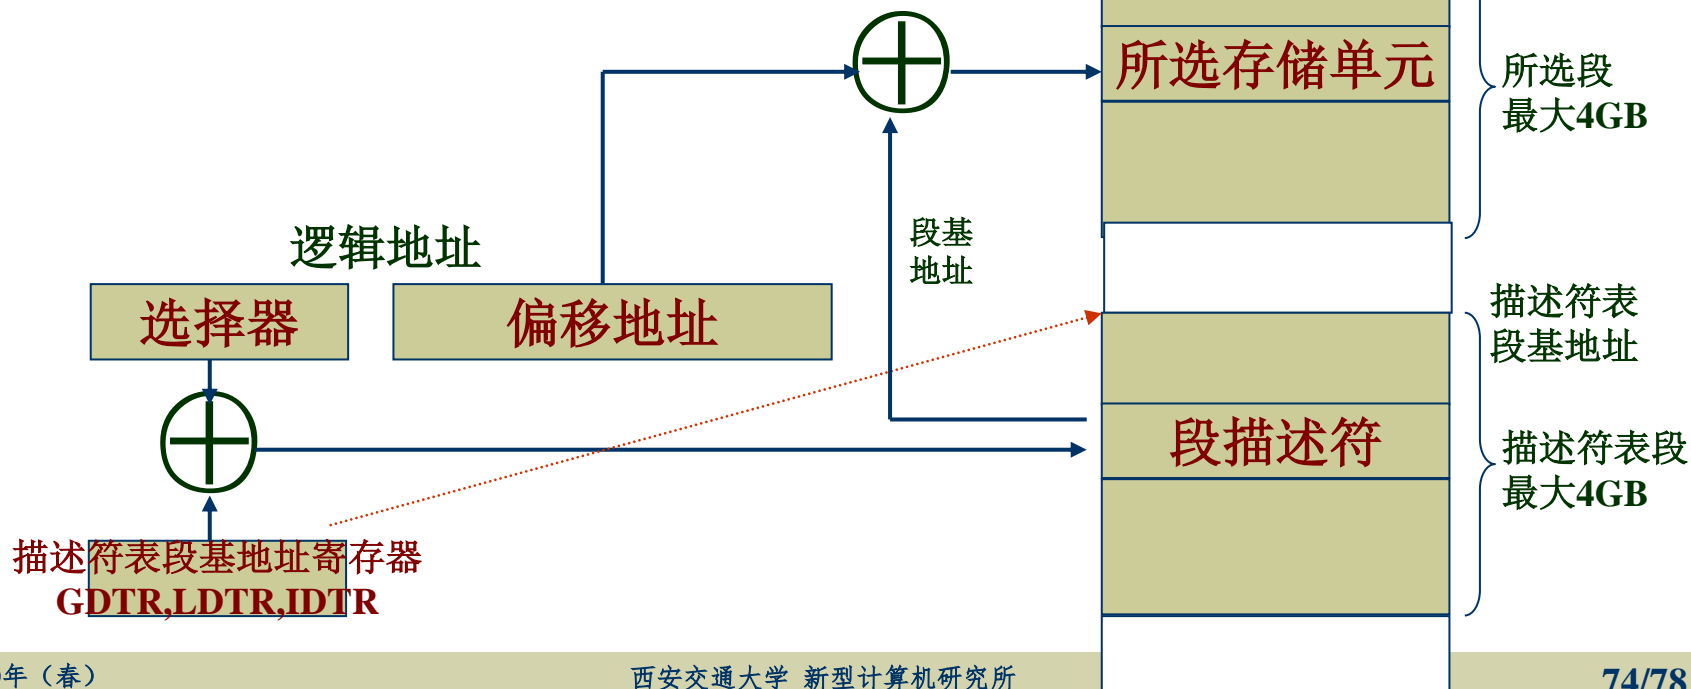 所选存储单元
所选段
最大4GB
段基
地址
逻辑地址
选择器
偏移地址
描述符表
段基地址
段描述符
描述符表段
最大4GB
描述符表段基地址寄存器
GDTR,LDTR,IDTR
年（春）
西安交通大学 新型计算机研究所
74/78